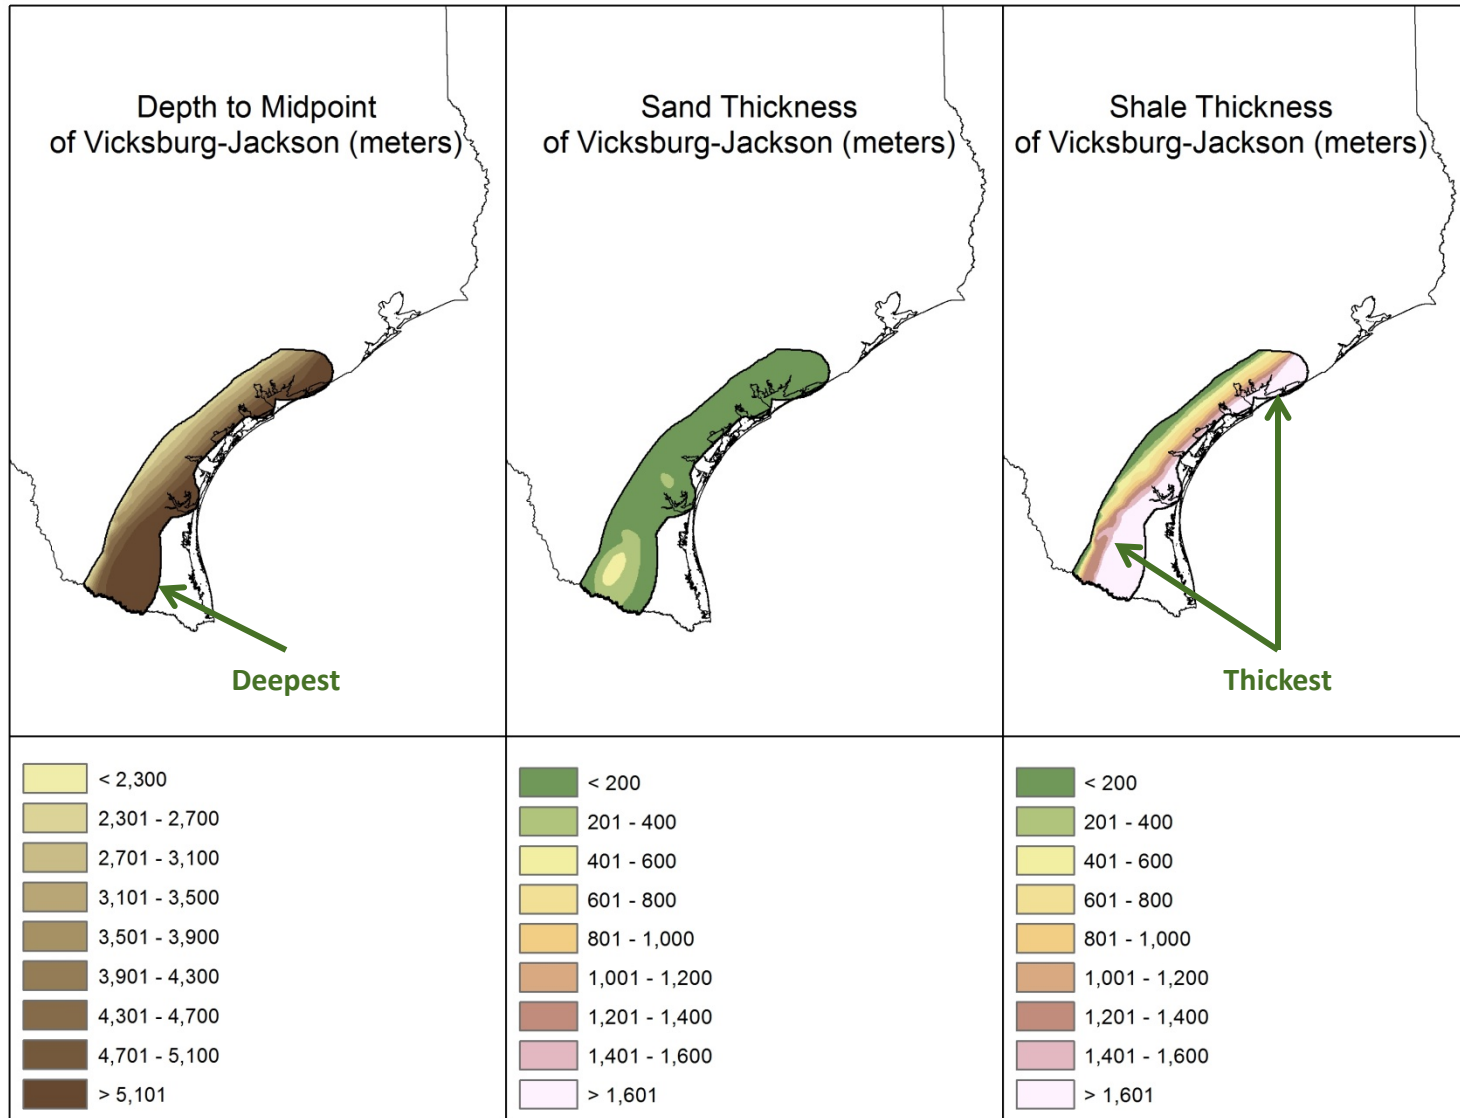 Depth to Midpoint
of Vicksburg-Jackson (meters)
Deepest
< 2,300
2,301 - 2,700
2,701 - 3,100
3,101 - 3,500
3,501 - 3,900
3,901 - 4,300
4,301 - 4,700
4,701 - 5,100
> 5,101
Sand Thickness
of Vicksburg-Jackson (meters)
< 200
201 - 400
401 - 600
601 - 800
801 - 1,000
1,001 - 1,200
1,201 - 1,400
1,401 - 1,600
> 1,601
Shale Thickness
of Vicksburg-Jackson (meters)
Thickest
< 200
201 - 400
401 - 600
601 - 800
801 - 1,000
1,001 - 1,200
1,201 - 1,400
1,401 - 1,600
> 1,601